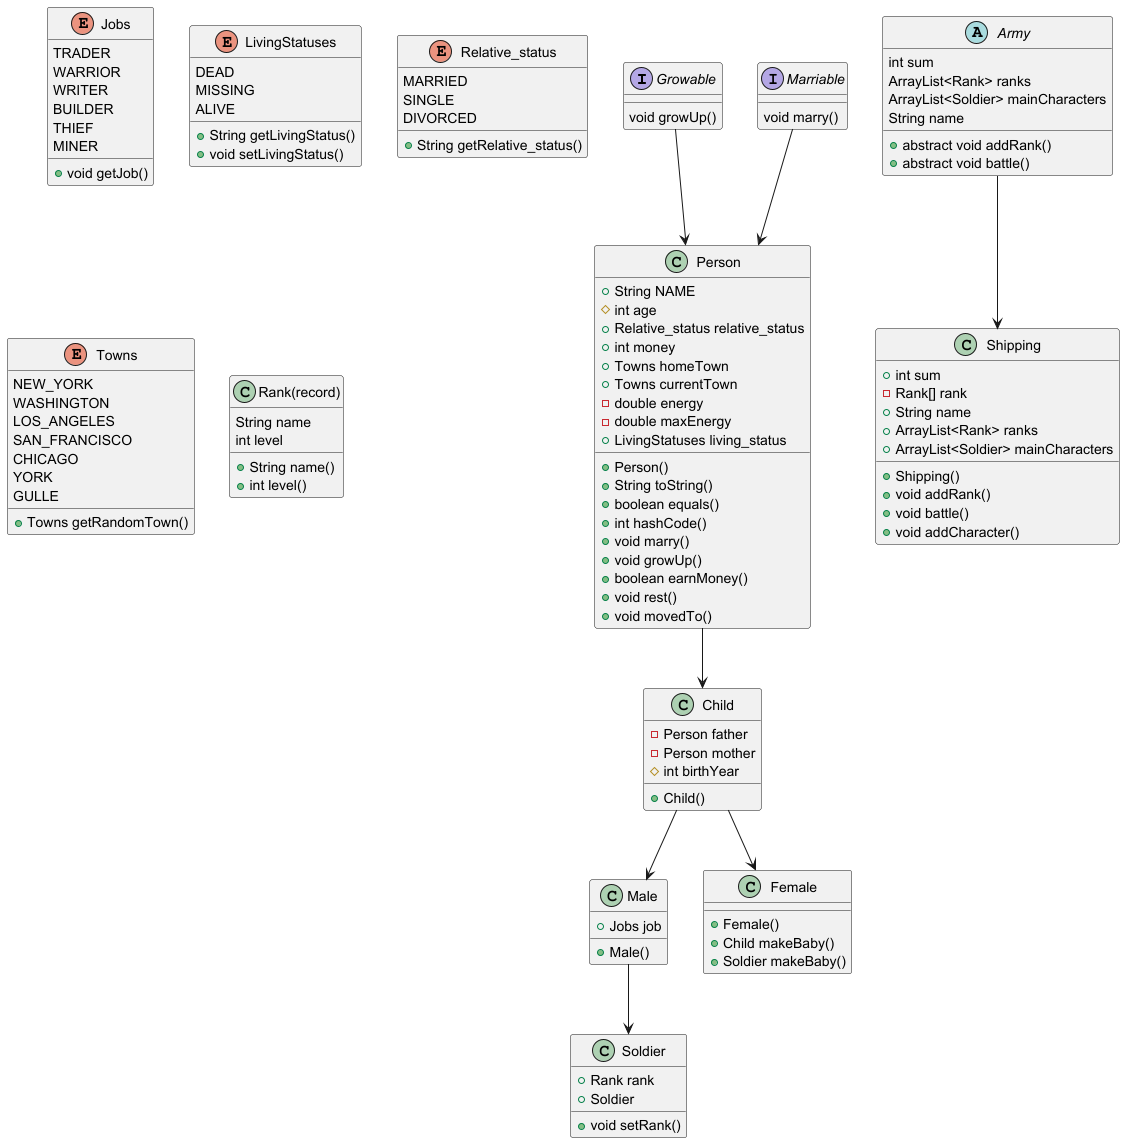 E Jobs
TRADER
WARRIOR
WRITER
BUILDER
THIEF
MINER
void getJob()
E LivingStatuses
DEAD
MISSING
ALIVE
String getLivingStatus()
void setLivingStatus()
E Relative_status
MARRIED
SINGLE
DIVORCED
String getRelative_status()
I Growable
void growUp()
I Marriable
void marry()
A Army
int sum
ArrayList<Rank> ranks
ArrayList<Soldier> mainCharacters
String name
abstract void addRank()
abstract void battle()
E Towns
NEW_YORK
WASHINGTON
LOS_ANGELES
SAN_FRANCISCO
CHICAGO
YORK
GULLE
Towns getRandomTown()
C Rank(record)
String name
int level
String name()
int level()
C Person
String NAME
int age
Relative_status relative_status
int money
Towns homeTown
Towns currentTown
double energy
double maxEnergy
LivingStatuses living_status
Person()
String toString()
boolean equals()
int hashCode()
void marry()
void growUp()
boolean earnMoney()
void rest()
void movedTo()
C Shipping
int sum
Rank[] rank
String name
ArrayList<Rank> ranks
ArrayList<Soldier> mainCharacters
Shipping()
void addRank()
void battle()
void addCharacter()
C Child
Person father
Person mother
int birthYear
Child()
C Male
Jobs job
Male()
C Female
Female()
Child makeBaby()
Soldier makeBaby()
C Soldier
Rank rank
Soldier
void setRank()